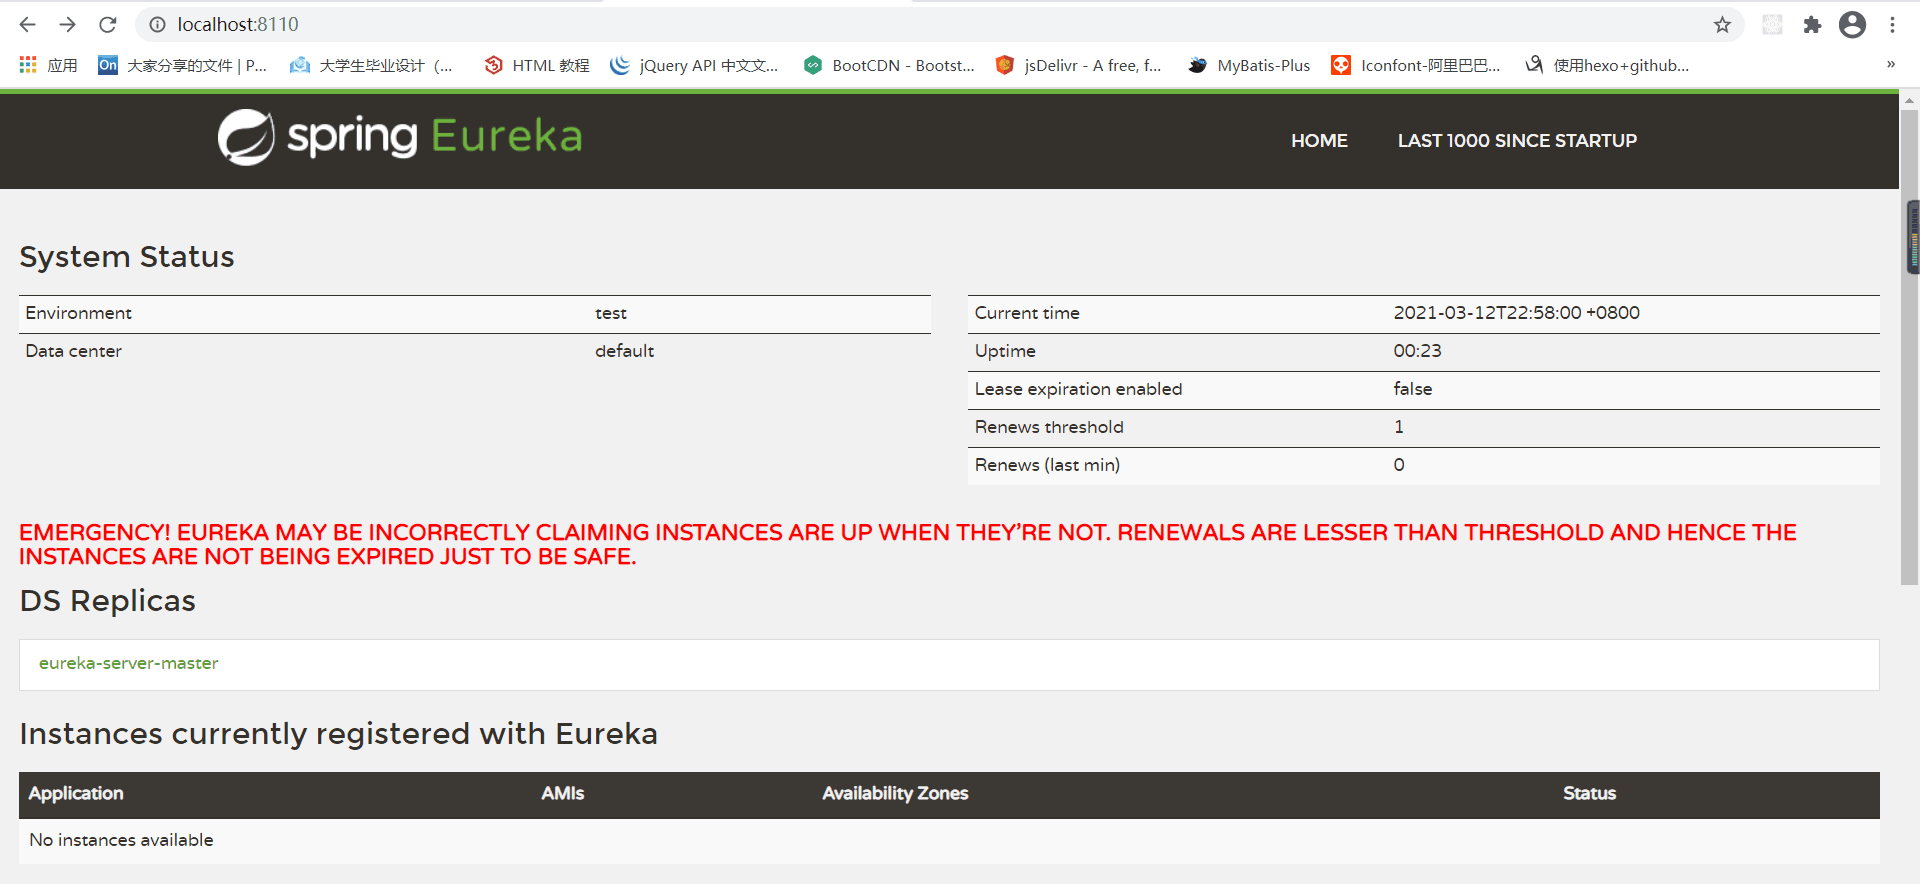 localhost:8110
应用 大家分享的文件 | P... 大学生毕业设计（... HTML 教程 jQuery API 中文文... BootCDN - Bootst... jsDelivr - A free, f... MyBatis-Plus Iconfont-阿里巴巴... 使用hexo+github... »
spring Eureka HOME LAST 1000 SINCE STARTUP
System Status
Environment test
Data center default
Current time 2021-03-12T22:58:00 +0800
Uptime 00:23
Lease expiration enabled false
Renews threshold 1
Renews (last min) 0
EMERGENCY! EUREKA MAY BE INCORRECTLY CLAIMING INSTANCES ARE UP WHEN THEY'RE NOT. RENEWALS ARE LESSER THAN THRESHOLD AND HENCE THE
INSTANCES ARE NOT BEING EXPIRED JUST TO BE SAFE.
DS Replicas
eureka-server-master
Instances currently registered with Eureka
Application AMIs Availability Zones Status
No instances available